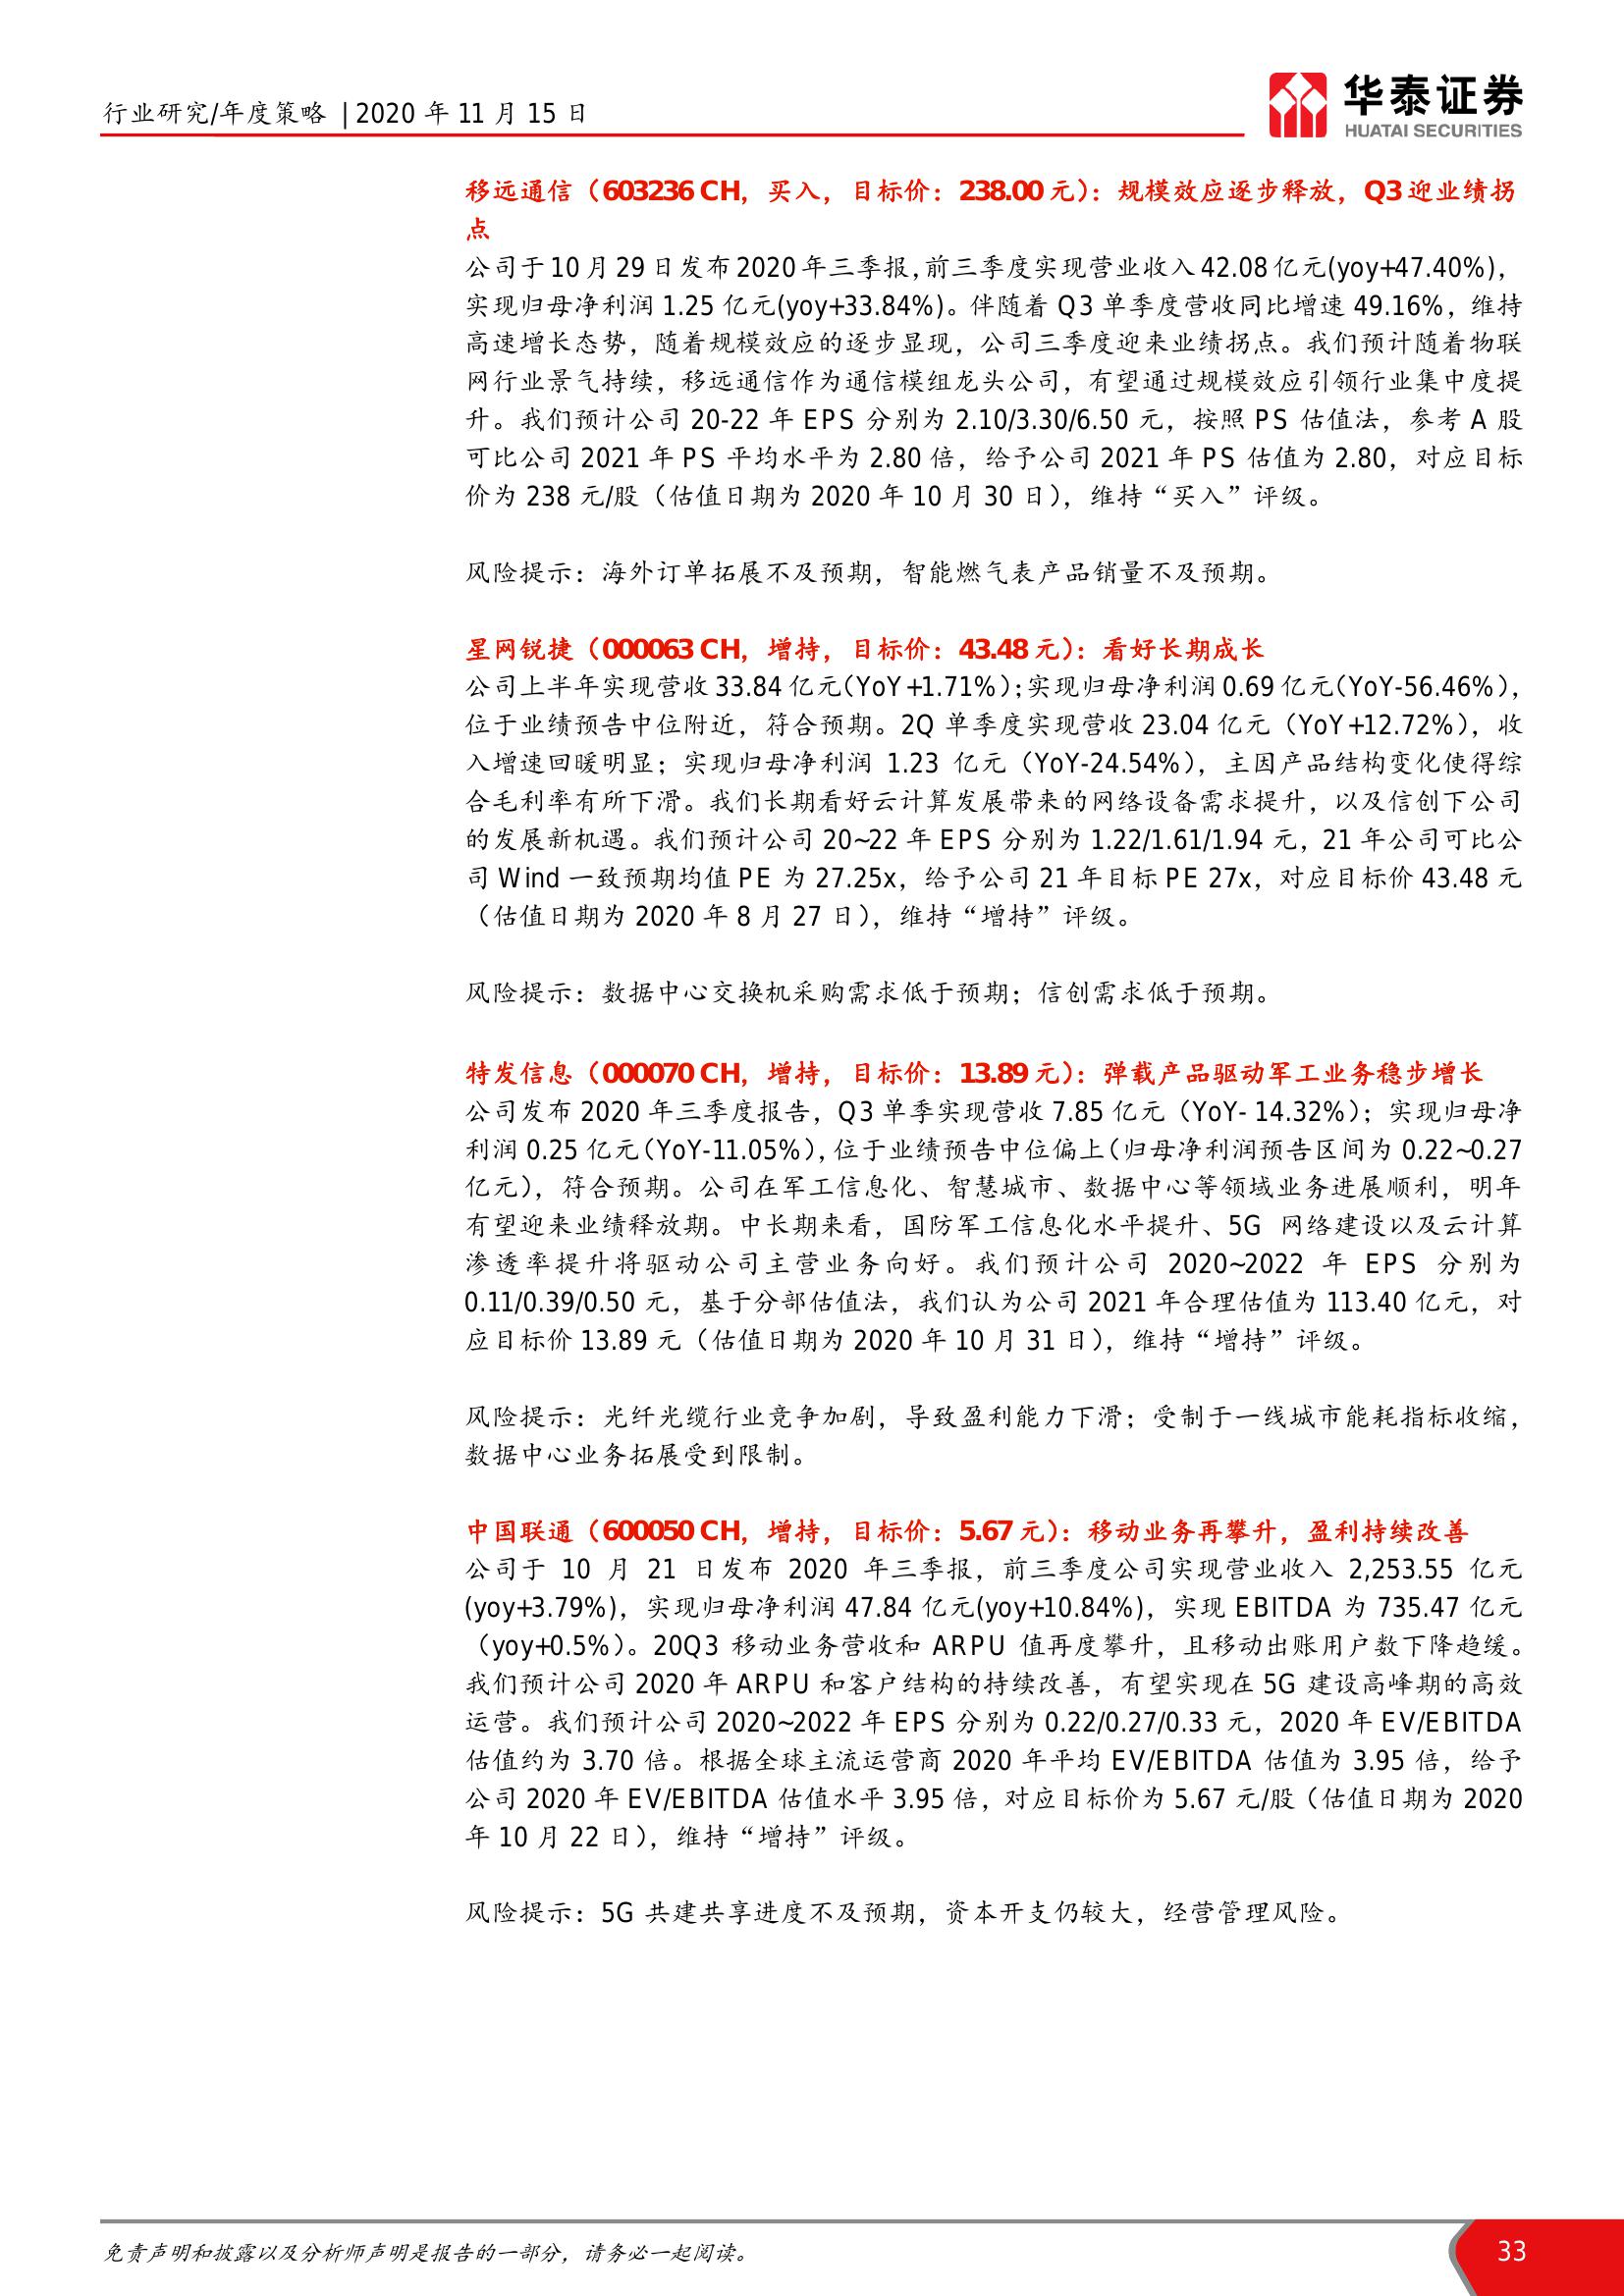 行业研究/年度策略 | 2020 年 11 月 15 日
华泰证券
HUATAI SECURITIES
移远通信（603236 CH，买入，目标价：238.00 元）：规模效应逐步释放，Q3 迎业绩拐
点
公司于 10 月 29 日发布 2020 年三季报，前三季度实现营业收入 42.08 亿元(yoy+47.40%)，
实现归母净利润 1.25 亿元(yoy+33.84%)。伴随着 Q3 单季度营收同比增速 49.16%，维持
高速增长态势，随着规模效应的逐步显现，公司三季度迎来业绩拐点。我们预计随着物联
网行业景气持续，移远通信作为通信模组龙头公司，有望通过规模效应引领行业集中度提
升。我们预计公司 20-22 年 EPS 分别为 2.10/3.30/6.50 元，按照 PS 估值法，参考 A 股
可比公司 2021 年 PS 平均水平为 2.80 倍，给予公司 2021 年 PS 估值为 2.80，对应目标
价为 238 元/股（估值日期为 2020 年 10 月 30 日），维持“买入”评级。
风险提示：海外订单拓展不及预期，智能燃气表产品销量不及预期。
星网锐捷（000063 CH，增持，目标价：43.48 元）：看好长期成长
公司上半年实现营收 33.84 亿元（YoY+1.71%）；实现归母净利润 0.69 亿元（YoY-56.46%），
位于业绩预告中位附近，符合预期。2Q 单季度实现营收 23.04 亿元（YoY+12.72%），收
入增速回暖明显；实现归母净利润 1.23 亿元（YoY-24.54%），主因产品结构变化使得综
合毛利率有所下滑。我们长期看好云计算发展带来的网络设备需求提升，以及信创下公司
的发展新机遇。我们预计公司 20~22 年 EPS 分别为 1.22/1.61/1.94 元，21 年公司可比公
司 Wind 一致预期均值 PE 为 27.25x，给予公司 21 年目标 PE 27x，对应目标价 43.48 元
（估值日期为 2020 年 8 月 27 日），维持“增持”评级。
风险提示：数据中心交换机采购需求低于预期；信创需求低于预期。
特发信息（000070 CH，增持，目标价：13.89 元）：弹载产品驱动军工业务稳步增长
公司发布 2020 年三季度报告，Q3 单季实现营收 7.85 亿元（YoY- 14.32%）；实现归母净
利润 0.25 亿元（YoY-11.05%），位于业绩预告中位偏上（归母净利润预告区间为 0.22~0.27
亿元），符合预期。公司在军工信息化、智慧城市、数据中心等领域业务进展顺利，明年
有望迎来业绩释放期。中长期来看，国防军工信息化水平提升、5G 网络建设以及云计算
渗透率提升将驱动公司主营业务向好。我们预计公司 2020~2022 年 EPS 分别为
0.11/0.39/0.50 元，基于分部估值法，我们认为公司 2021 年合理估值为 113.40 亿元，对
应目标价 13.89 元（估值日期为 2020 年 10 月 31 日），维持“增持”评级。
风险提示：光纤光缆行业竞争加剧，导致盈利能力下滑；受制于一线城市能耗指标收缩，
数据中心业务拓展受到限制。
中国联通（600050 CH，增持，目标价：5.67 元）：移动业务再攀升，盈利持续改善
公司于 10 月 21 日发布 2020 年三季报，前三季度公司实现营业收入 2,253.55 亿元
(yoy+3.79%)，实现归母净利润 47.84 亿元(yoy+10.84%)，实现 EBITDA 为 735.47 亿元
（yoy+0.5%）。20Q3 移动业务营收和 ARPU 值再度攀升，且移动出账用户数下降趋缓。
我们预计公司 2020 年 ARPU 和客户结构的持续改善，有望实现在 5G 建设高峰期的高效
运营。我们预计公司 2020~2022 年 EPS 分别为 0.22/0.27/0.33 元，2020 年 EV/EBITDA
估值约为 3.70 倍。根据全球主流运营商 2020 年平均 EV/EBITDA 估值为 3.95 倍，给予
公司 2020 年 EV/EBITDA 估值水平 3.95 倍，对应目标价为 5.67 元/股（估值日期为 2020
年 10 月 22 日），维持“增持”评级。
风险提示：5G 共建共享进度不及预期，资本开支仍较大，经营管理风险。
免责声明和披露以及分析师声明是报告的一部分，请务必一起阅读。
33